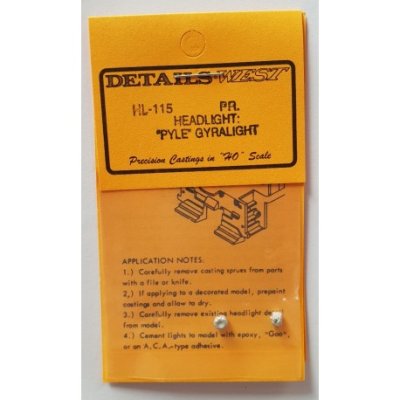 DETAILS WEST
HL-115 PR.
HEADLIGHT:
"PYLE" GYRALIGHT
Precision Castings in "HO" Scale
APPLICATION NOTES:
1.) Carefully remove casting sprues from parts
with a file or knife.
2.) If applying to a decorated model, prepaint
castings and allow to dry.
3.) Carefully remove existing headlight
from model.
4.) Cement lights to model with epoxy, "Goo",
or an A.C.A.-type adhesive.